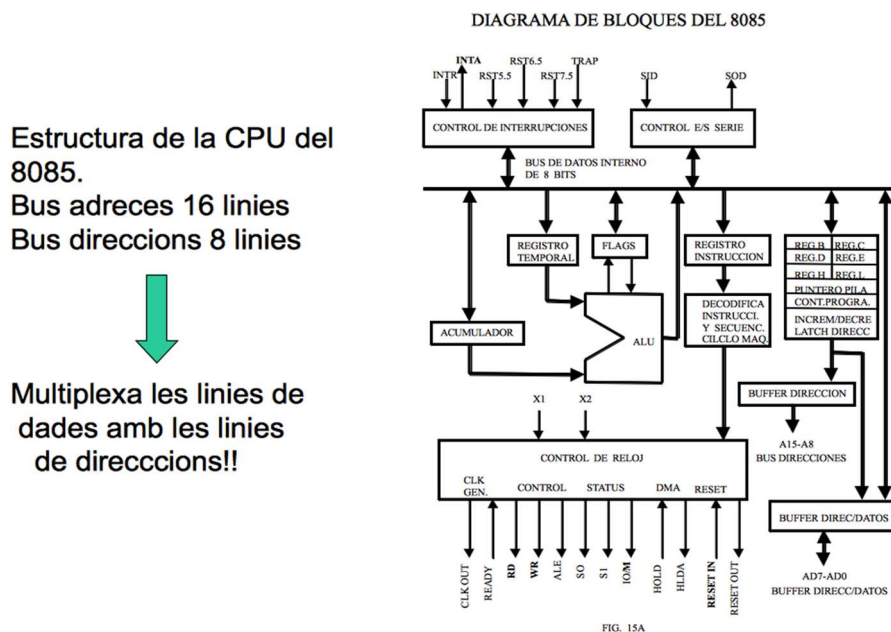 DIAGRAMA DE BLOQUES DEL 8085
Estructura de la CPU del
8085.
Bus adreces 16 linies
Bus direccions 8 linies
Multiplexa les linies de
dades amb les linies
de direcccions!!
INTA
RST6.5
TRAP
INTR
RST5.5
RST7.5
SID
SOD
CONTROL DE INTERRUPCIONES
CONTROL E/S SERIE
BUS DE DATOS INTERNO
DE 8 BITS
REGISTRO
TEMPORAL
FLAGS
REGISTRO
INSTRUCCION
REG.B
REG.C
REG.D
REG.E
REG.H
REG.L
PUNTERO PILA
CONT.PROGRA.
INCREM/DECRE
LATCH DIRECC
DECODIFICA
INSTRUCCI.
Y SECUENC.
CILCLO MAQ.
ACUMULADOR
ALU
BUFFER DIRECCION
X1
X2
A15-A8
BUS DIRECCIONES
CONTROL DE RELOJ
CLK
GEN.
CONTROL
STATUS
DMA
RESET
BUFFER DIREC/DATOS
CLK OUT
READY
RD
WR
ALE
SO
S1
IO/M
HOLD
HLDA
RESET IN
RESET OUT
AD7-AD0
BUFFER DIRECC/DATOS
FIG. 15A